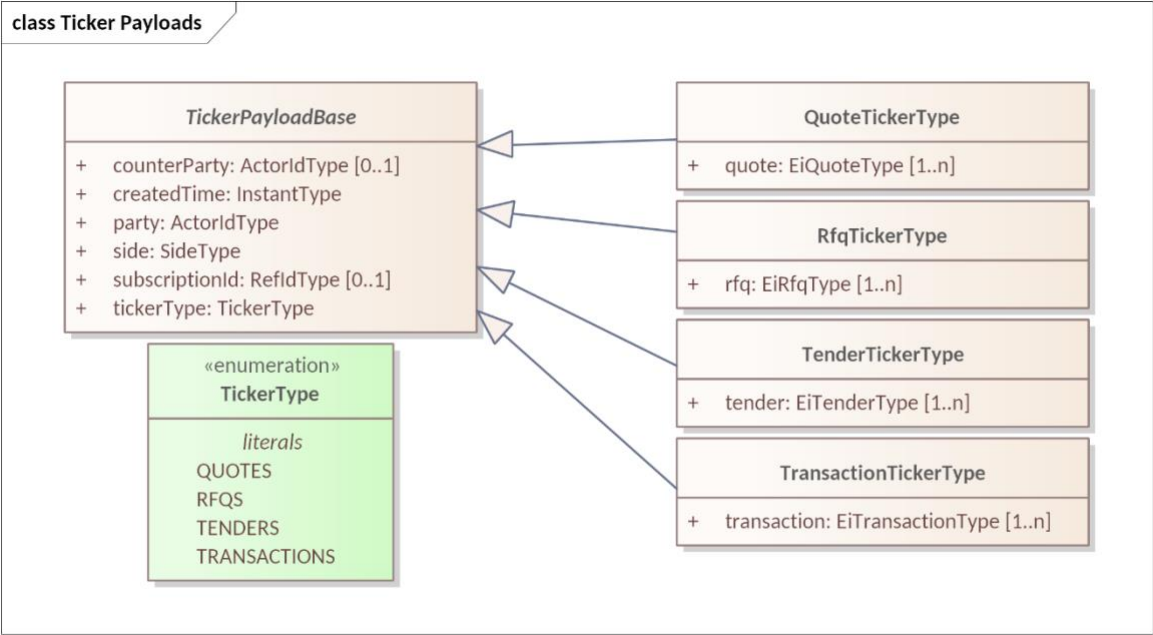 class Ticker Payloads
TickerPayloadBase
+ counterParty: ActorIdType [0..1]
+ createdTime: InstantType
+ party: ActorIdType
+ side: SideType
+ subscriptionId: RefIdType [0..1]
+ tickerType: TickerType
«enumeration»
TickerType
literals
QUOTES
RFQS
TENDERS
TRANSACTIONS
QuoteTickerType
+ quote: EiQuoteType [1..n]
RfqTickerType
+ rfq: EiRfqType [1..n]
TenderTickerType
+ tender: EiTenderType [1..n]
TransactionTickerType
+ transaction: EiTransactionType [1..n]